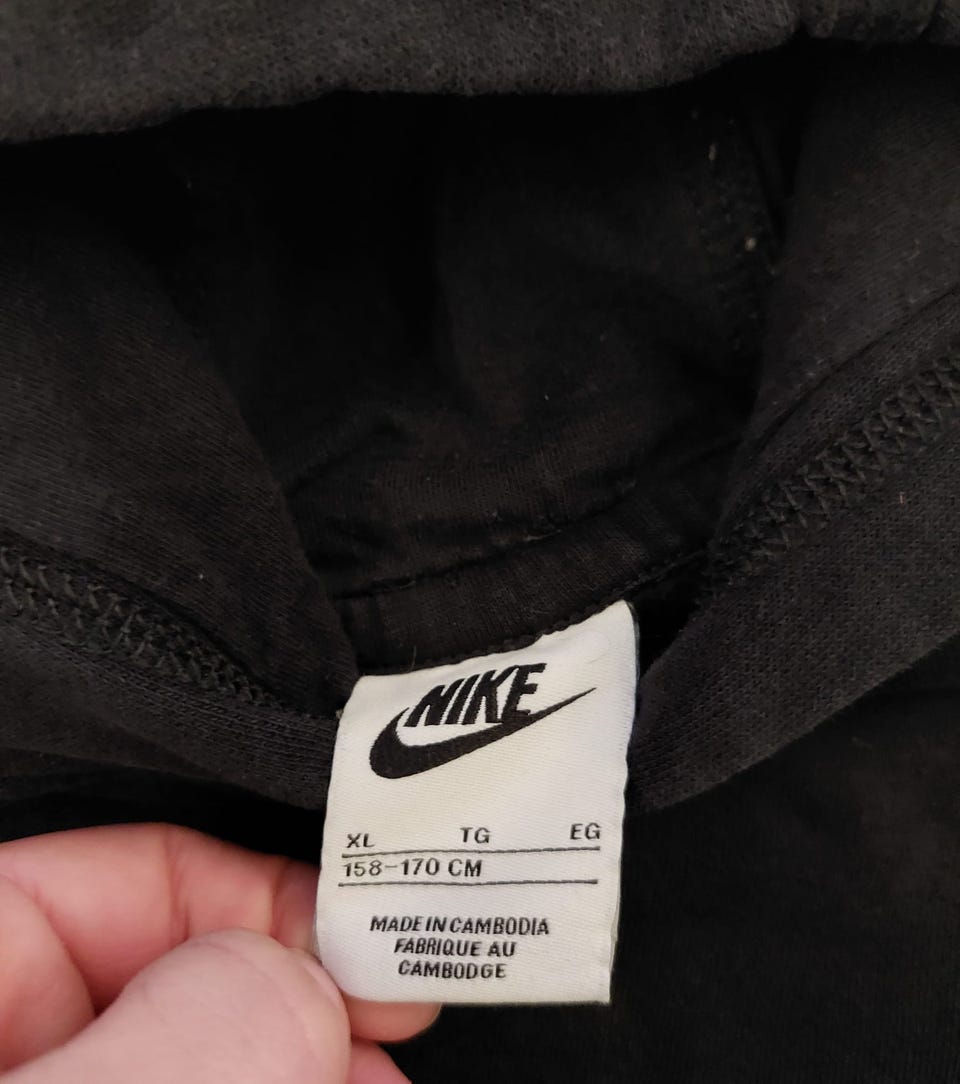 NIKE
XL TG EG
158-170 CM
MADE IN CAMBODIA
FABRIQUE AU
CAMBODGE